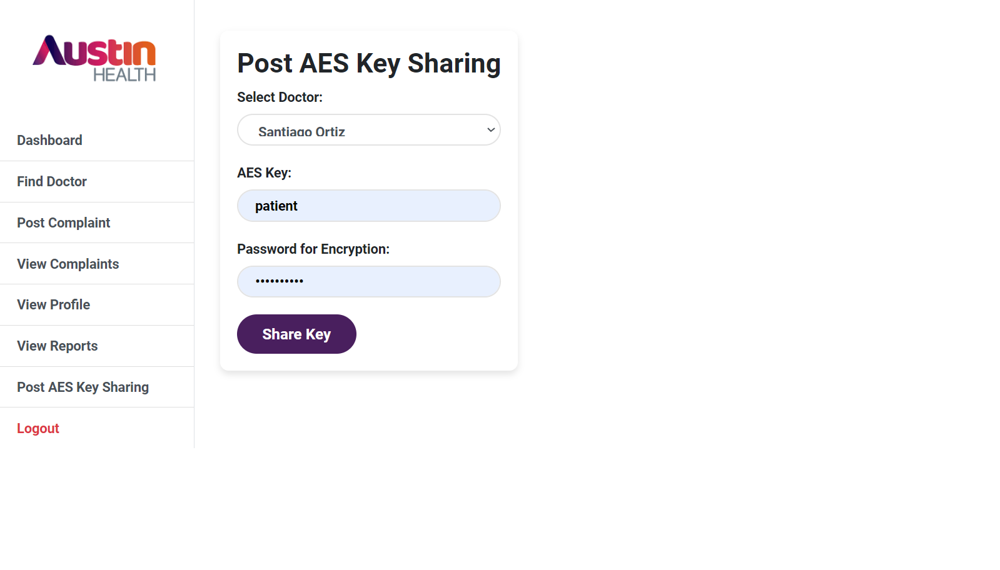 Austin
HEALTH
Dashboard
Find Doctor
Post Complaint
View Complaints
View Profile
View Reports
Post AES Key Sharing
Logout
Post AES Key Sharing
Select Doctor:
Santiago Ortiz
AES Key:
patient
Password for Encryption:
••••••••••
Share Key